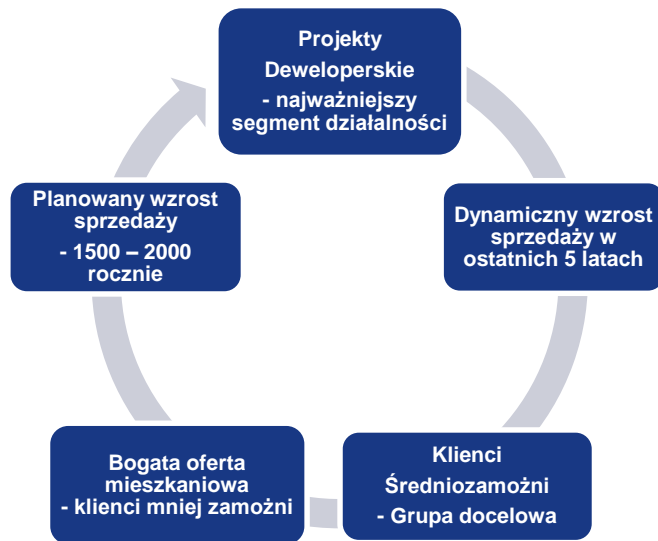 Projekty
Deweloperskie
- najważniejszy
segment działalności
Dynamiczny wzrost
sprzedaży w
ostatnich 5 latach
Klienci
Średniozamożni
- Grupa docelowa
Bogata oferta
mieszkaniowa
- klienci mniej zamożni
Planowany wzrost
sprzedaży
- 1500 – 2000
rocznie